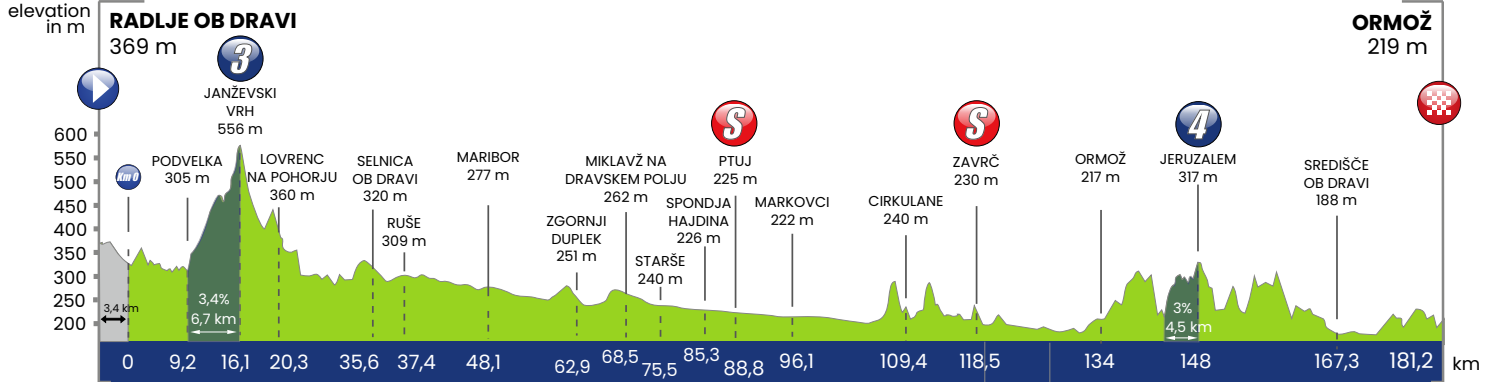 elevation
in m
RADLJE OB DRAVI
369 m
ORMOŽ
219 m
3
JANŽEVSKI
VRH
556 m
S
S
4
600
550
500
450
400
350
300
250
200
Km 0
PODVELKA
305 m
LOVRENC
NA POHORJU
360 m
SELNICA
OB DRAVI
320 m
RUŠE
309 m
MARIBOR
277 m
ZGORNJI
DUPLEK
251 m
MIKLAVŽ NA
DRAVSKEM POLJU
262 m
STARŠE
240 m
SPONDJA
HAJDINA
226 m
PTUJ
225 m
MARKOVCI
222 m
CIRKULANE
240 m
ZAVRČ
230 m
ORMOŽ
217 m
JERUZALEM
317 m
SREDIŠČE
OB DRAVI
188 m
3,4 km
3,4%
6,7 km
3%
4,5 km
0 9,2 16,1 20,3 35,6 37,4 48,1 62,9 68,5 75,5 85,3 88,8 96,1 109,4 118,5 134 148 167,3 181,2 km